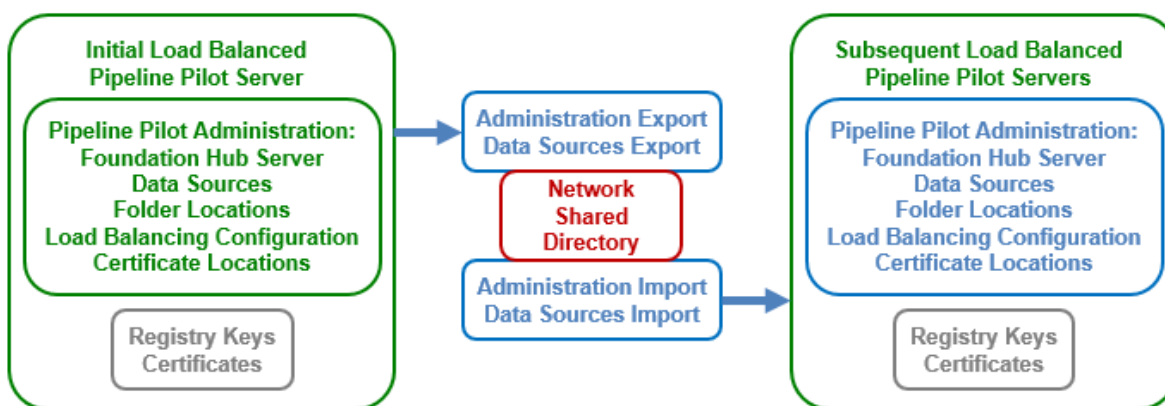 Initial Load Balanced
Pipeline Pilot Server
Pipeline Pilot Administration:
Foundation Hub Server
Data Sources
Folder Locations
Load Balancing Configuration
Certificate Locations
Registry Keys
Certificates
Administration Export
Data Sources Export
Network
Shared
Directory
Administration Import
Data Sources Import
Subsequent Load Balanced
Pipeline Pilot Servers
Pipeline Pilot Administration:
Foundation Hub Server
Data Sources
Folder Locations
Load Balancing Configuration
Certificate Locations
Registry Keys
Certificates